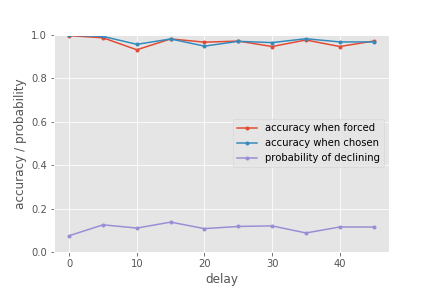 1.0
0.8
0.6
0.4
0.2
0.0
accuracy / probability
accuracy when forced
accuracy when chosen
probability of declining
0 10 20 30 40
delay